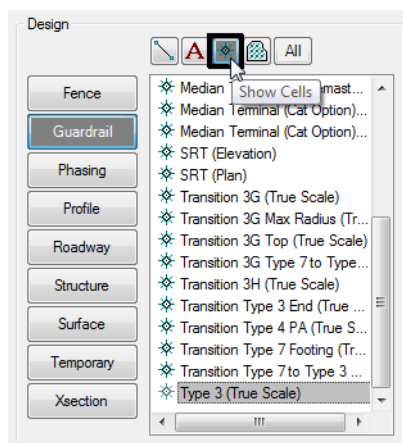 Design
A
All
Show Cells
Fence
Guardrail
Phasing
Profile
Roadway
Structure
Surface
Temporary
Xsection
Median
Median Terminal (Cat Option)...
Median Terminal (Cat Option)...
SRT (Elevation)
SRT (Plan)
Transition 3G (True Scale)
Transition 3G Max Radius (Tr...
Transition 3G Top (True Scale)
Transition 3G Type 7 to Type...
Transition 3H (True Scale)
Transition Type 3 End (True ...
Transition Type 4 PA (True S...
Transition Type 7 Footing (Tr...
Transition Type 7 to Type 3 ...
Type 3 (True Scale)